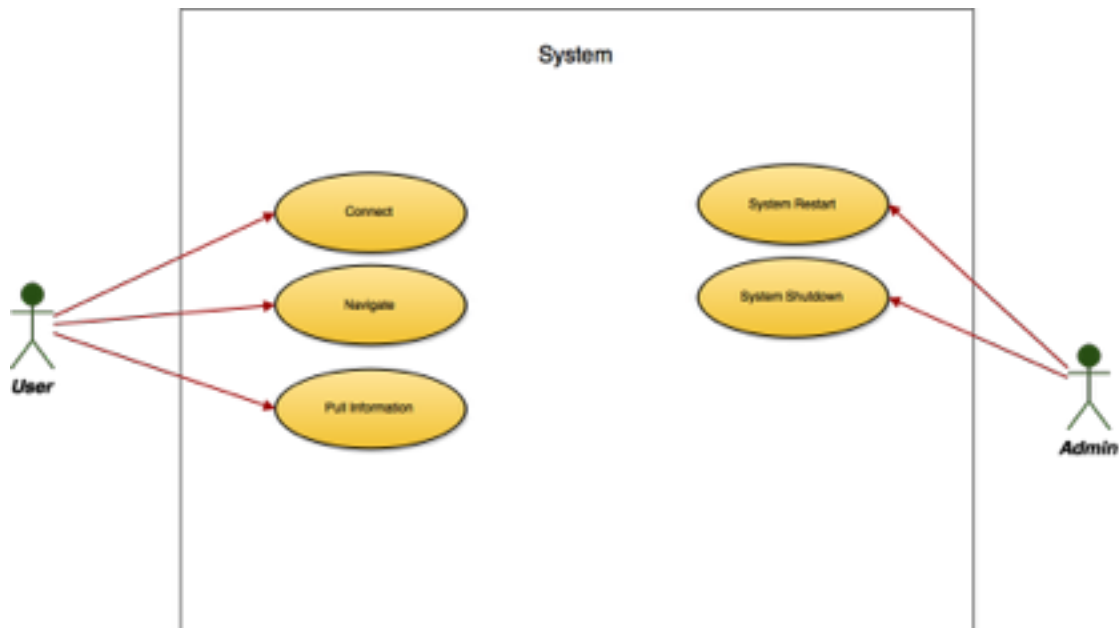 System
Connect
System Restart
Navigate
System Shutdown
Pull Information
User
Admin